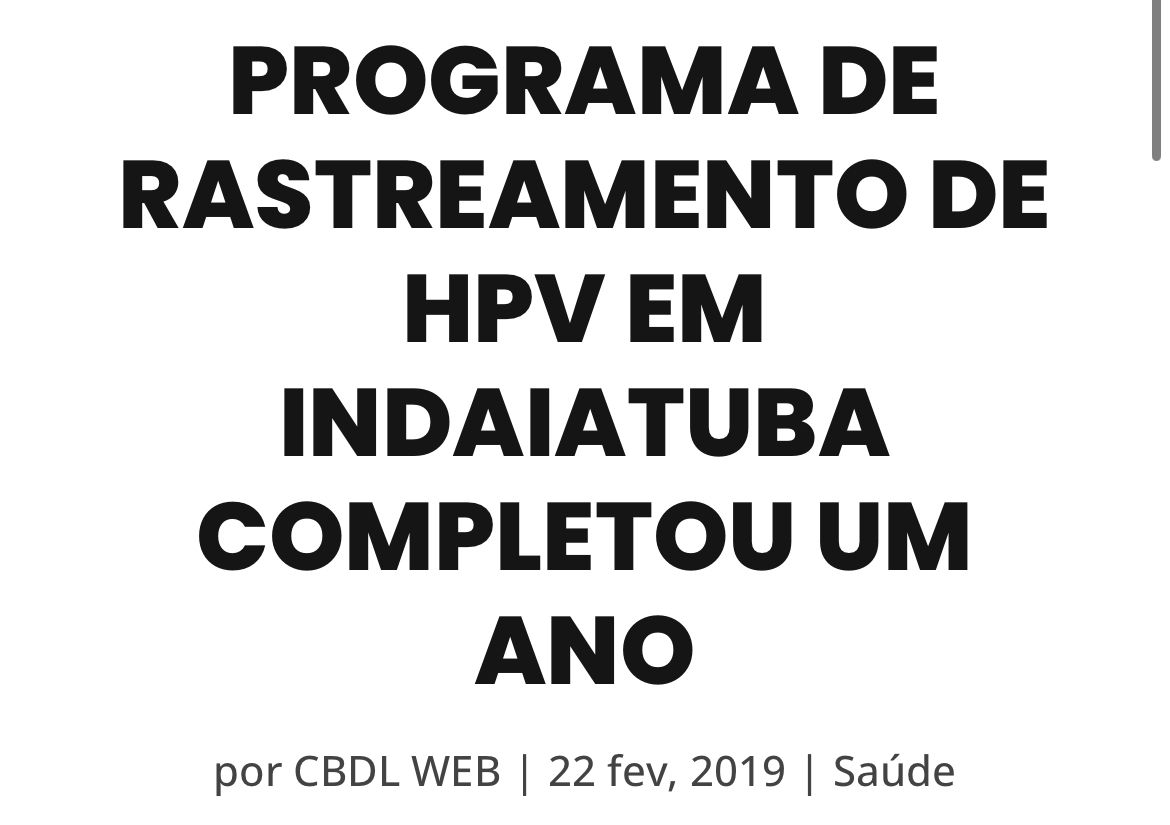 PROGRAMA DE
RASTREAMENTO DE
HPV EM
INDAIATUBA
COMPLETOU UM
ANO
por CBDL WEB | 22 fev, 2019 | Saúde